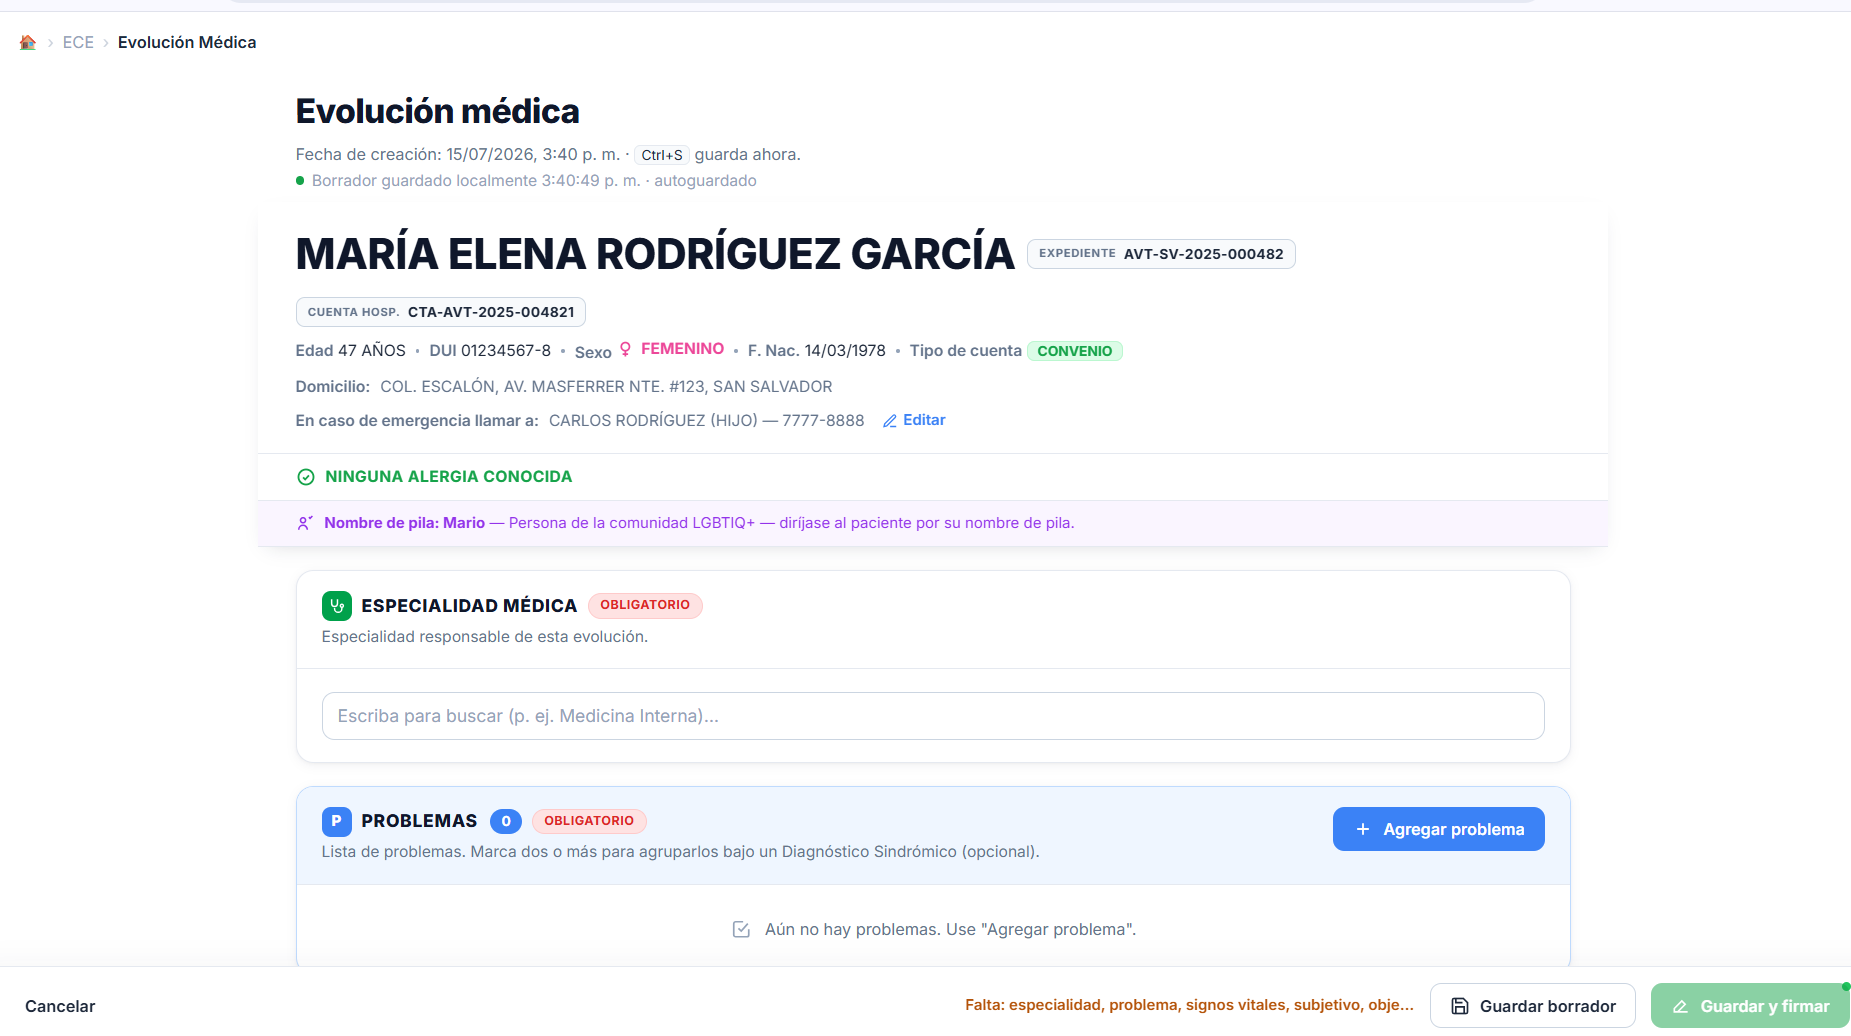 ECE › Evolución Médica
Evolución médica
Fecha de creación: 15/07/2026, 3:40 p. m. · Ctrl+S guarda ahora.
Borrador guardado localmente 3:40:49 p. m. · autoguardado
MARÍA ELENA RODRÍGUEZ GARCÍA EXPEDIENTE AVT-SV-2025-000482
CUENTA HOSP. CTA-AVT-2025-004821
Edad 47 AÑOS • DUI 01234567-8 • Sexo ♀ FEMENINO • F. Nac. 14/03/1978 • Tipo de cuenta CONVENIO
Domicilio: COL. ESCALÓN, AV. MASFERRER NTE. #123, SAN SALVADOR
En caso de emergencia llamar a: CARLOS RODRÍGUEZ (HIJO) — 7777-8888 Editar
NINGUNA ALERGIA CONOCIDA
Nombre de pila: Mario — Persona de la comunidad LGBTIQ+ — diríjase al paciente por su nombre de pila.
ESPECIALIDAD MÉDICA OBLIGATORIO
Especialidad responsable de esta evolución.
Escriba para buscar (p. ej. Medicina Interna)...
P PROBLEMAS 0 OBLIGATORIO
+ Agregar problema
Lista de problemas. Marca dos o más para agruparlos bajo un Diagnóstico Sindrómico (opcional).
Aún no hay problemas. Use "Agregar problema".
Cancelar
Falta: especialidad, problema, signos vitales, subjetivo, obje...
Guardar borrador
Guardar y firmar